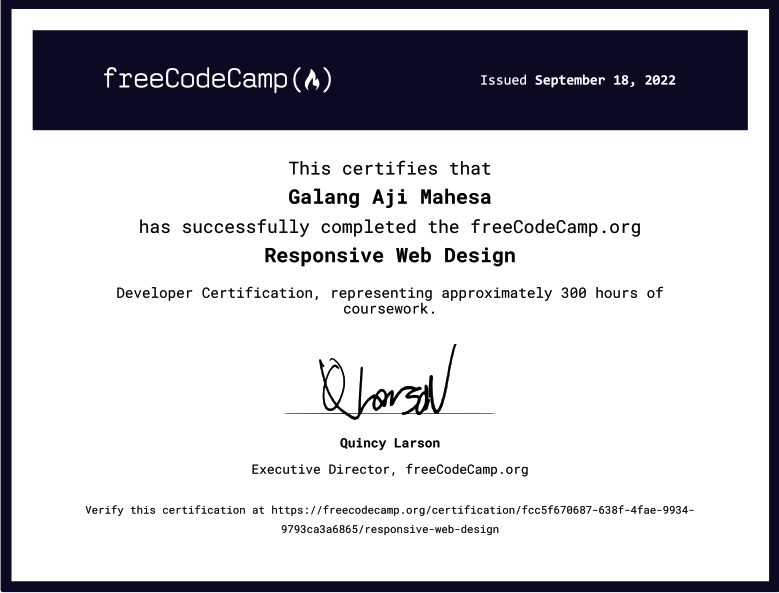 freeCodeCamp(🔥)
Issued September 18, 2022
This certifies that
Galang Aji Mahesa
has successfully completed the freeCodeCamp.org
Responsive Web Design
Developer Certification, representing approximately 300 hours of
coursework.
Q Larson
Quincy Larson
Executive Director, freeCodeCamp.org
Verify this certification at https://freecodecamp.org/certification/fcc5f670687-638f-4fae-9934-
9793ca3a6865/responsive-web-design